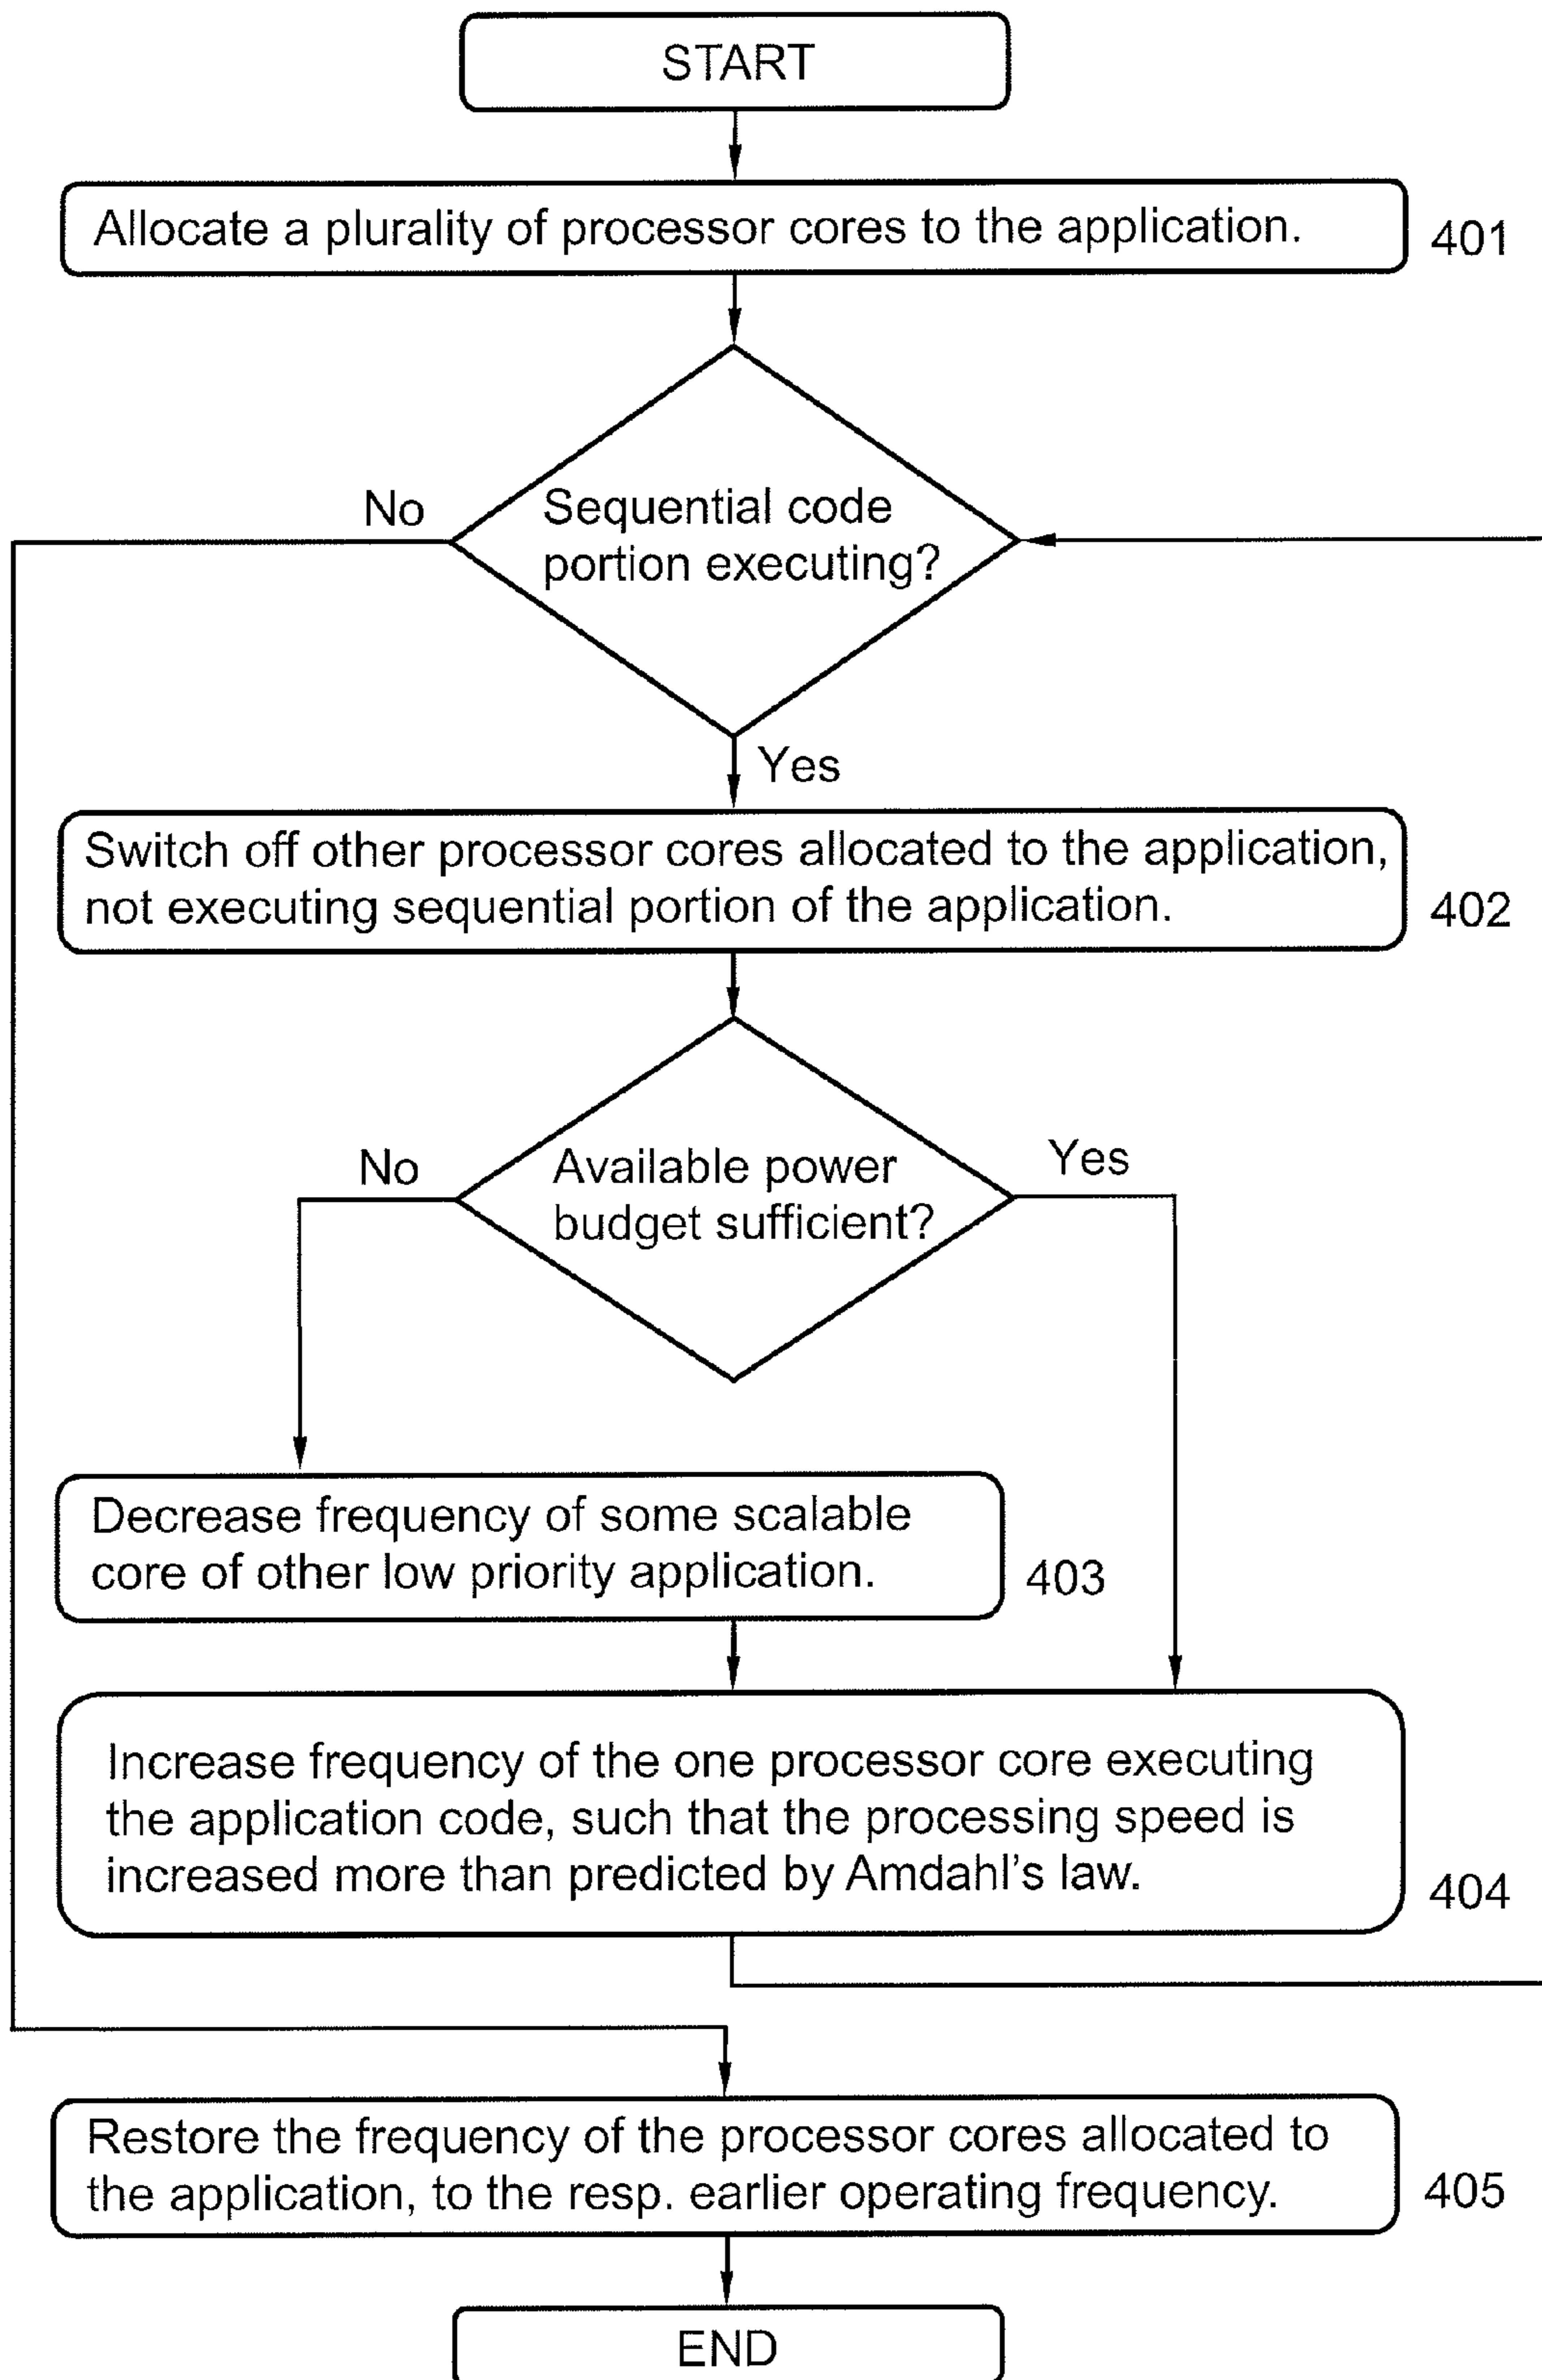 START
Allocate a plurality of processor cores to the application.
401
No
Sequential code
portion executing?
Yes
Switch off other processor cores allocated to the application,
not executing sequential portion of the application.
402
No
Available power
budget sufficient?
Yes
Decrease frequency of some scalable
core of other low priority application.
403
Increase frequency of the one processor core executing
the application code, such that the processing speed is
increased more than predicted by Amdahl's law.
404
Restore the frequency of the processor cores allocated to
the application, to the resp. earlier operating frequency.
405
END